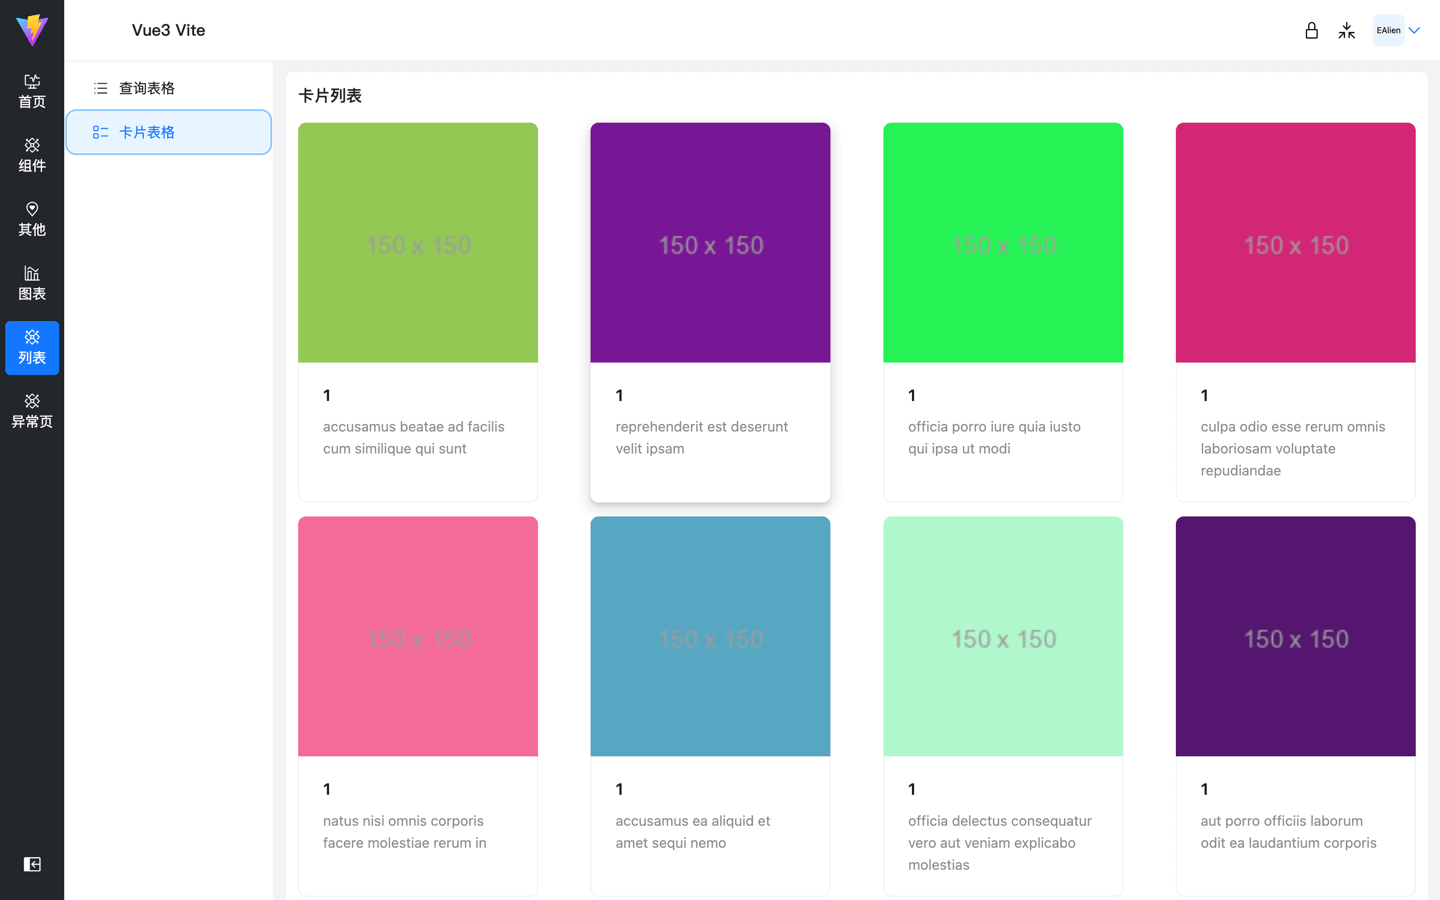 Vue3 Vite
EAlien
首页
组件
其他
图表
列表
异常页
查询表格
卡片表格
卡片列表
150 x 150
1
accusamus beatae ad facilis
cum similique qui sunt
150 x 150
1
reprehenderit est deserunt
velit ipsam
150 x 150
1
officia porro iure quia iusto
qui ipsa ut modi
150 x 150
1
culpa odio esse rerum omnis
laboriosam voluptate
repudiandae
150 x 150
1
natus nisi omnis corporis
facere molestiae rerum in
150 x 150
1
accusamus ea aliquid et
amet sequi nemo
150 x 150
1
officia delectus consequatur
vero aut veniam explicabo
molestias
150 x 150
1
aut porro officiis laborum
odit ea laudantium corporis